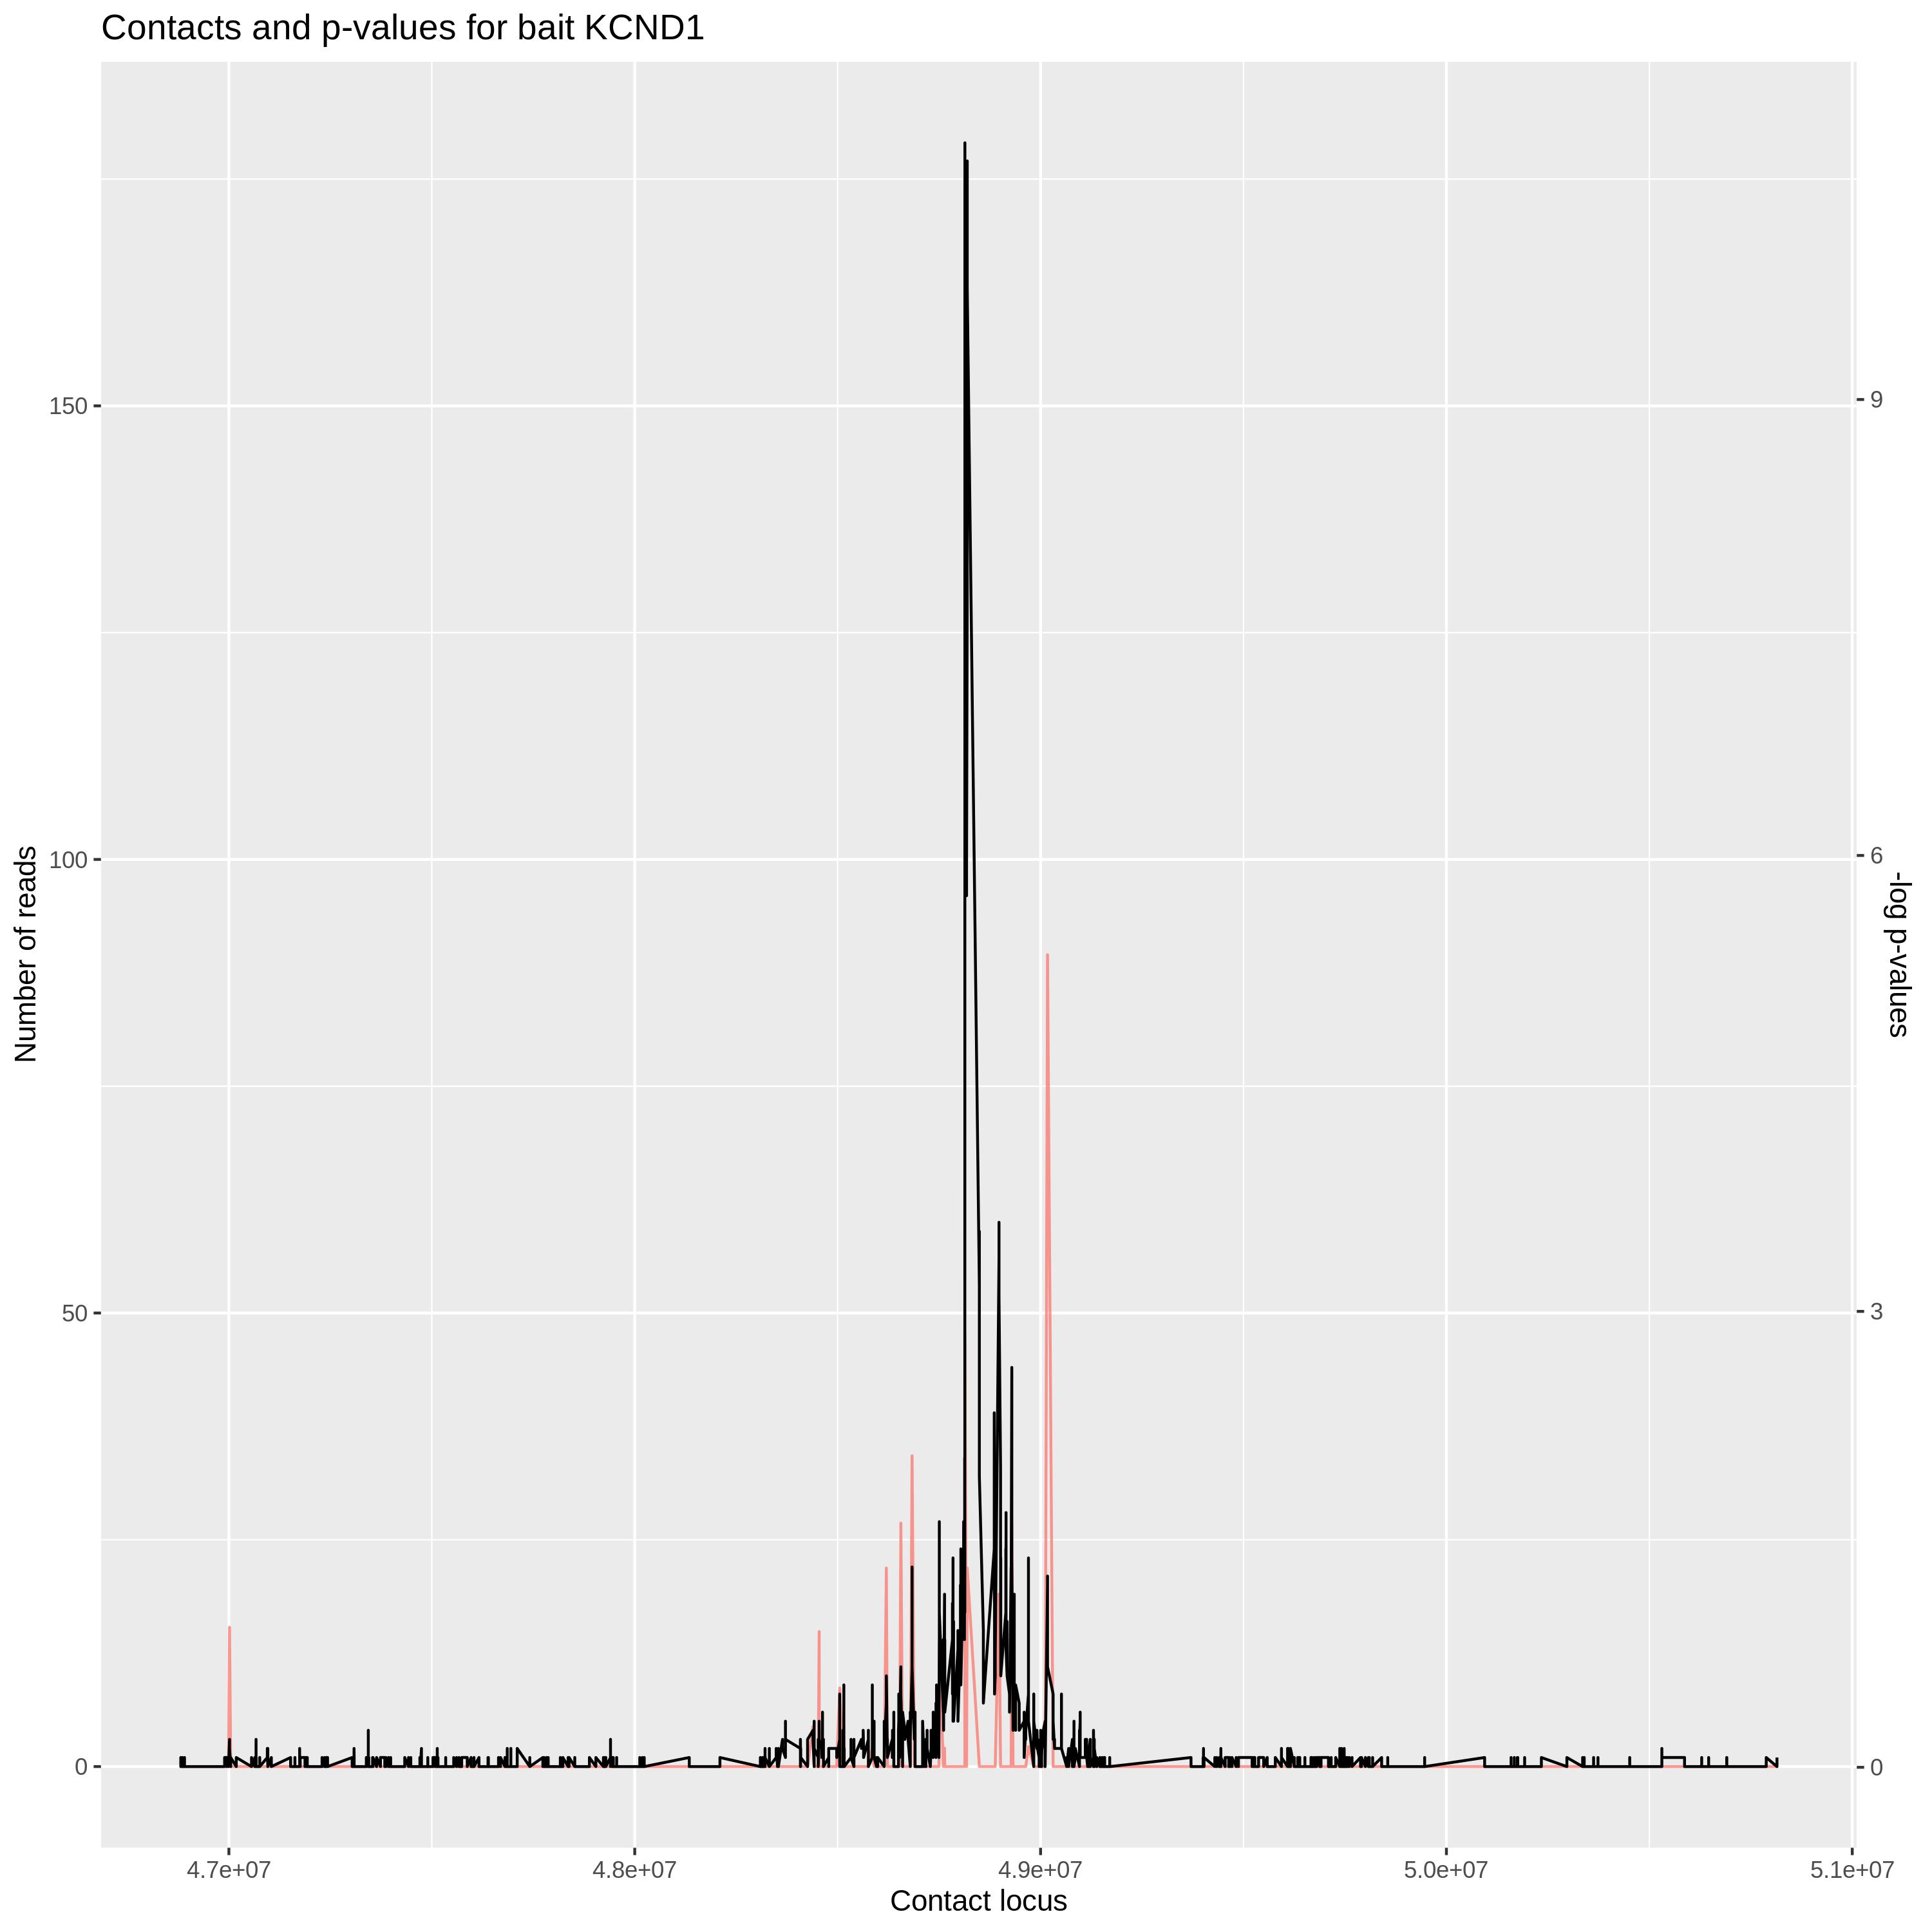 Contacts and p-values for bait KCND1
Number of reads
150
100
50
0
9
6
3
0
-log p-values
4.7e+07 4.8e+07 4.9e+07 5.0e+07 5.1e+07
Contact locus